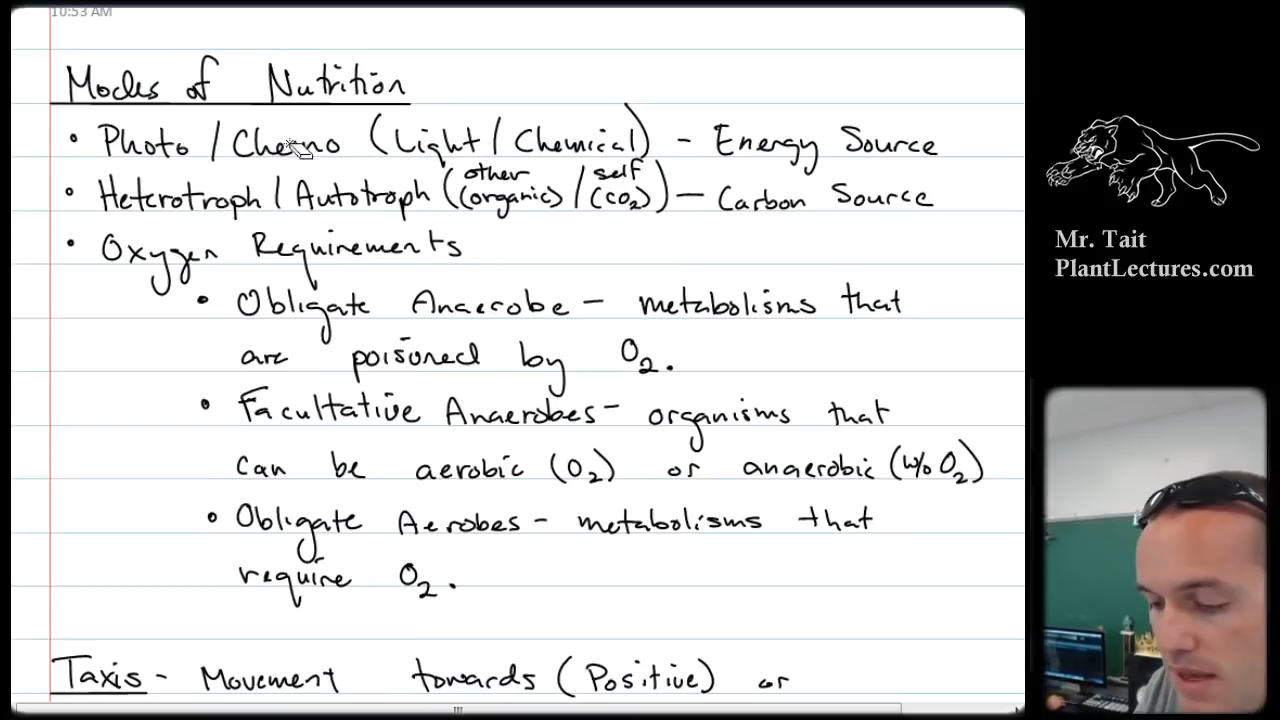 10:53 AM
Modes of Nutrition
• Photo / Chemo (Light / Chemical) - Energy Source
other self
• Heterotroph / Autotroph ((organics) / (CO₂)) - Carbon Source
• Oxygen Requirements
• Obligate Anaerobe - metabolisms that
are poisoned by O₂.
• Facultative Anaerobes - organisms that
can be aerobic (O₂) or anaerobic (w/o O₂)
• Obligate Aerobes - metabolisms that
require O₂.
Taxis - Movement towards (Positive) or
Mr. Tait
PlantLectures.com